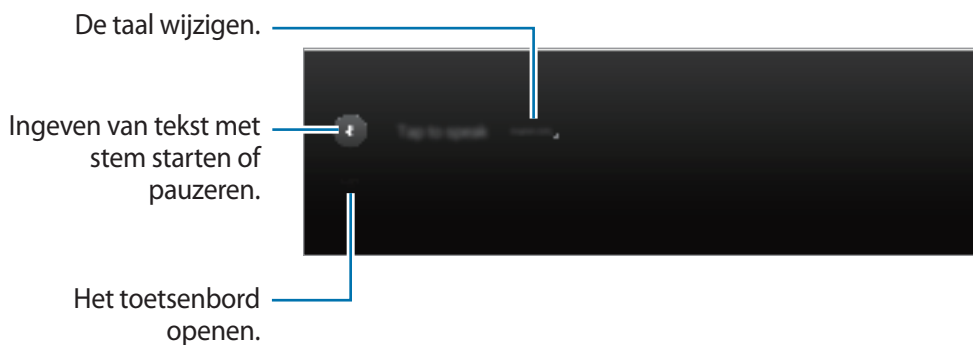 De taal wijzigen.
Ingeven van tekst met
stem starten of
pauzeren.
Tap to speak
Het toetsenbord
openen.